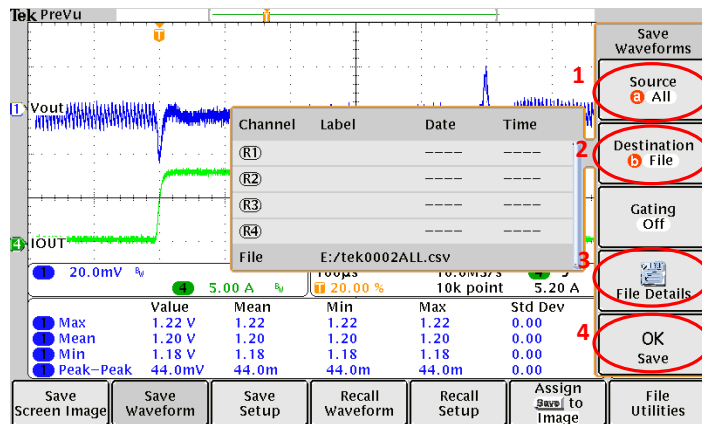 Tek PreVu
T
T
Save
Waveforms
1
Source
a All
1 Vout
Channel Label Date Time
R1 ---- ----
R2 ---- ----
R3 ---- ----
R4 ---- ----
File E:/tek0002ALL.csv
2
Destination
b File
Gating
Off
4 IOUT
3
File Details
1 20.0mV BW
4 5.00 A BW
100µs
T 20.00 %
10.0MS/s
10k point
4
5.20 A
Value Mean Min Max Std Dev
1 Max 1.22 V 1.22 1.22 1.22 0.00
1 Mean 1.20 V 1.20 1.20 1.20 0.00
1 Min 1.18 V 1.18 1.18 1.18 0.00
1 Peak-Peak 44.0mV 44.0m 44.0m 44.0m 0.00
4
OK
Save
Save
Screen Image
Save
Waveform
Save
Setup
Recall
Waveform
Recall
Setup
Assign
Save to
Image
File
Utilities